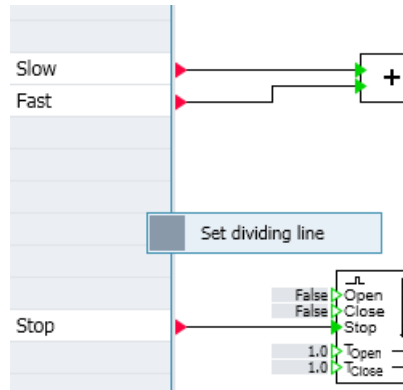 Slow
+
Fast
Set dividing line
False Open
False Close
Stop Stop
1.0 TOpen
1.0 TClose